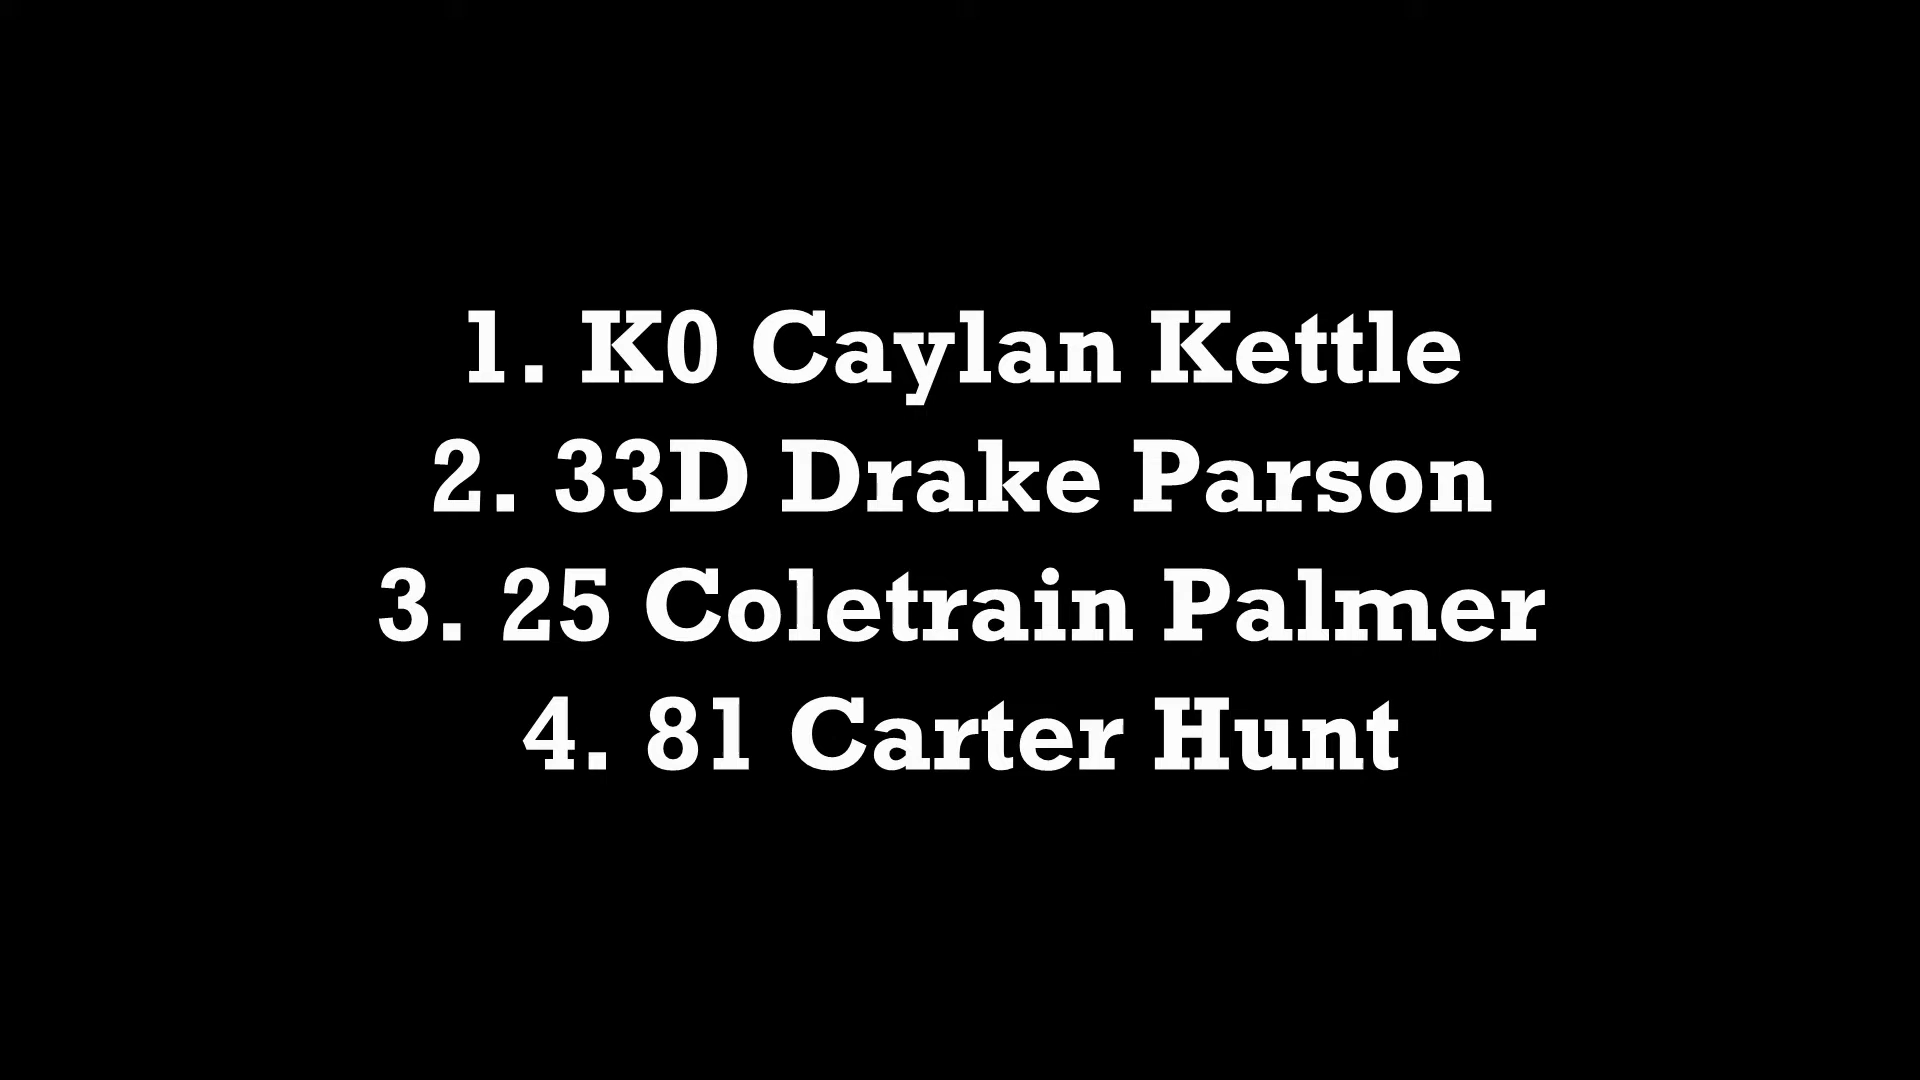 1. K0 Caylan Kettle
2. 33D Drake Parson
3. 25 Coletrain Palmer
4. 81 Carter Hunt